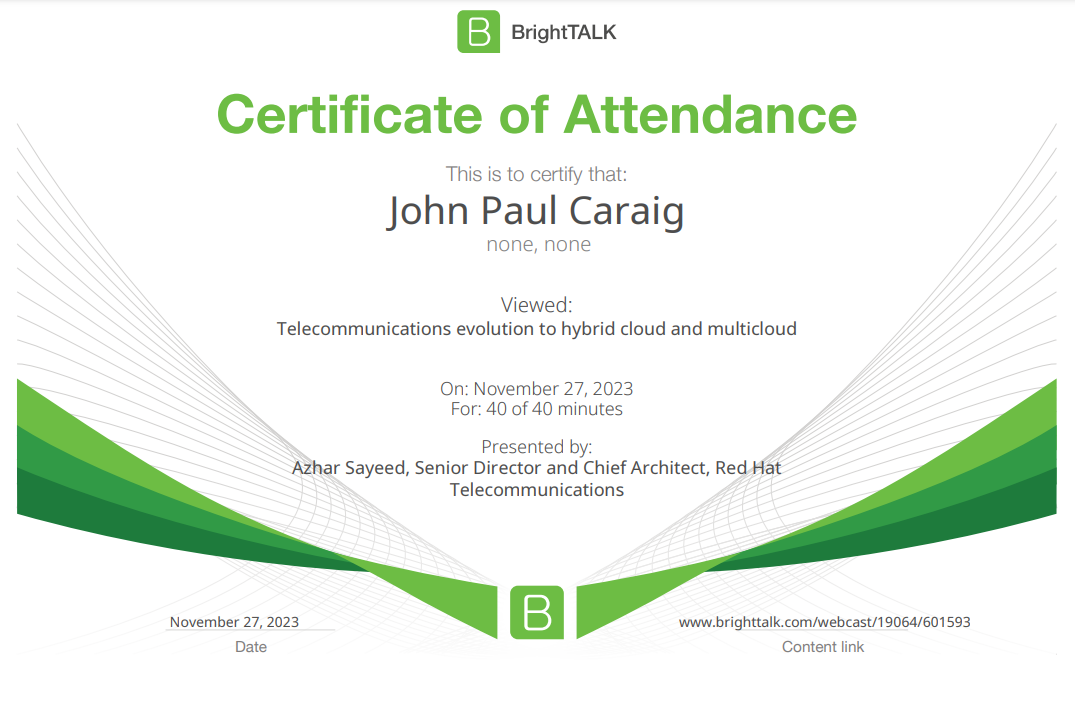 B BrightTALK
Certificate of Attendance
This is to certify that:
John Paul Caraig
none, none
Viewed:
Telecommunications evolution to hybrid cloud and multicloud
On: November 27, 2023
For: 40 of 40 minutes
Presented by:
Azhar Sayeed, Senior Director and Chief Architect, Red Hat
Telecommunications
B
November 27, 2023
Date
www.brighttalk.com/webcast/19064/601593
Content link